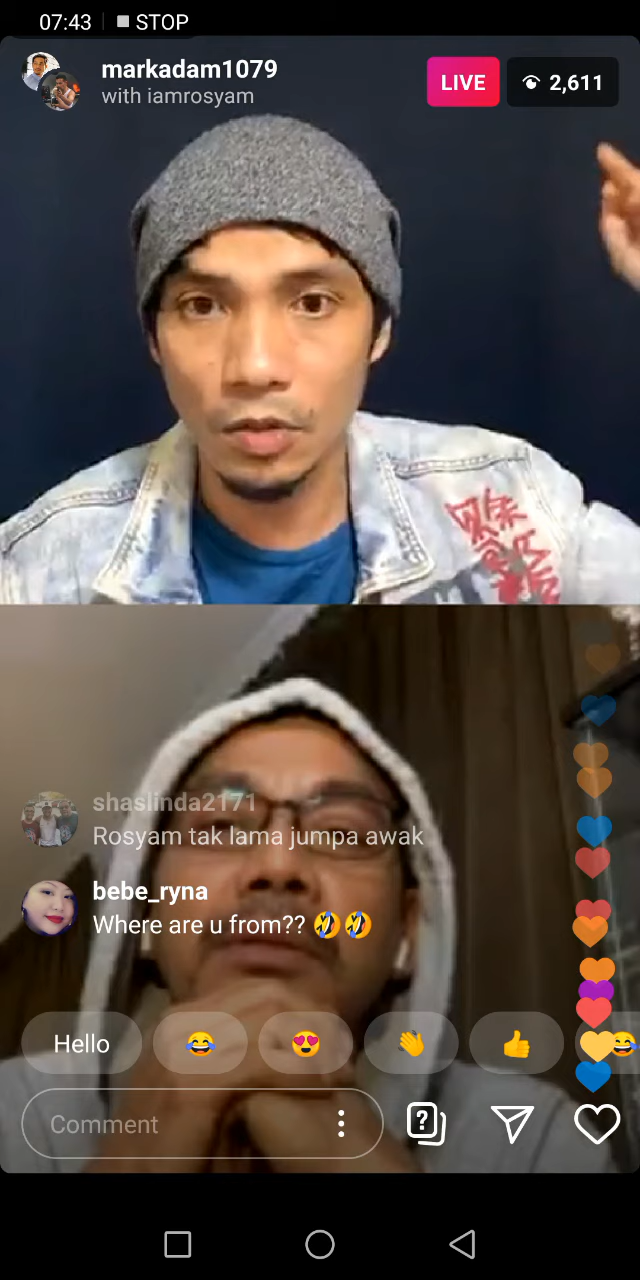 07:43
STOP
markadam1079
with iamrosyam
LIVE
2,611
shaslinda2171
Rosyam tak lama jumpa awak
bebe_ryna
Where are u from?? 🤣🤣
Hello 😂 😍 👋 👍 😂
Comment